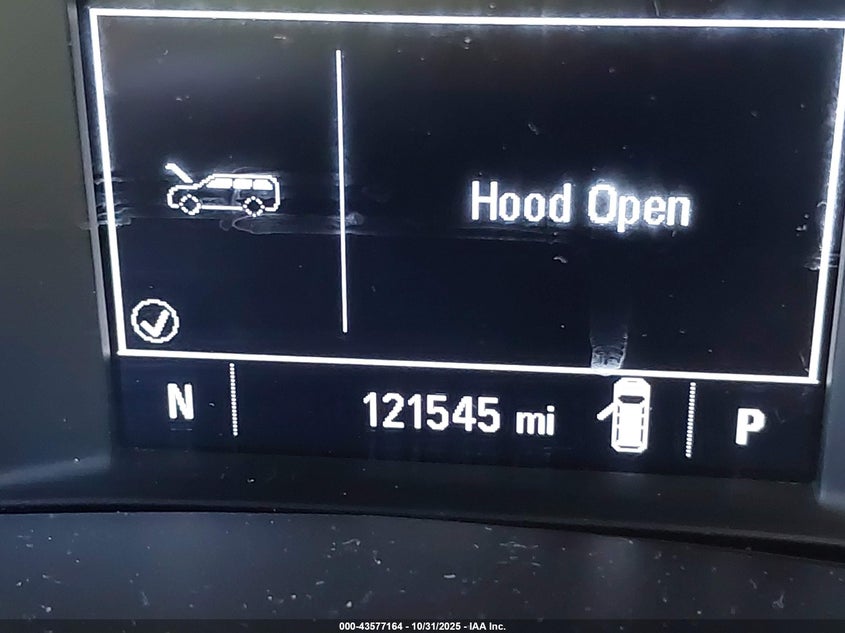 Hood Open
N 121545 mi P
000-43577164 - 10/31/2025 - IAA Inc.